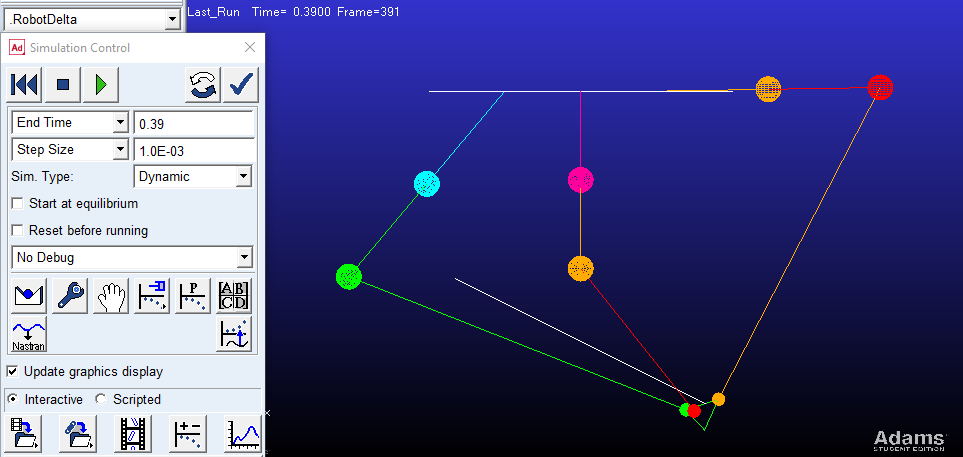 .RobotDelta
Last_Run Time= 0.3900 Frame=391
Ad Simulation Control
End Time 0.39
Step Size 1.0E-03
Sim. Type: Dynamic
Start at equilibrium
Reset before running
No Debug
P
A B
C D
Nastran
Update graphics display
Interactive Scripted
Adams
STUDENT EDITION